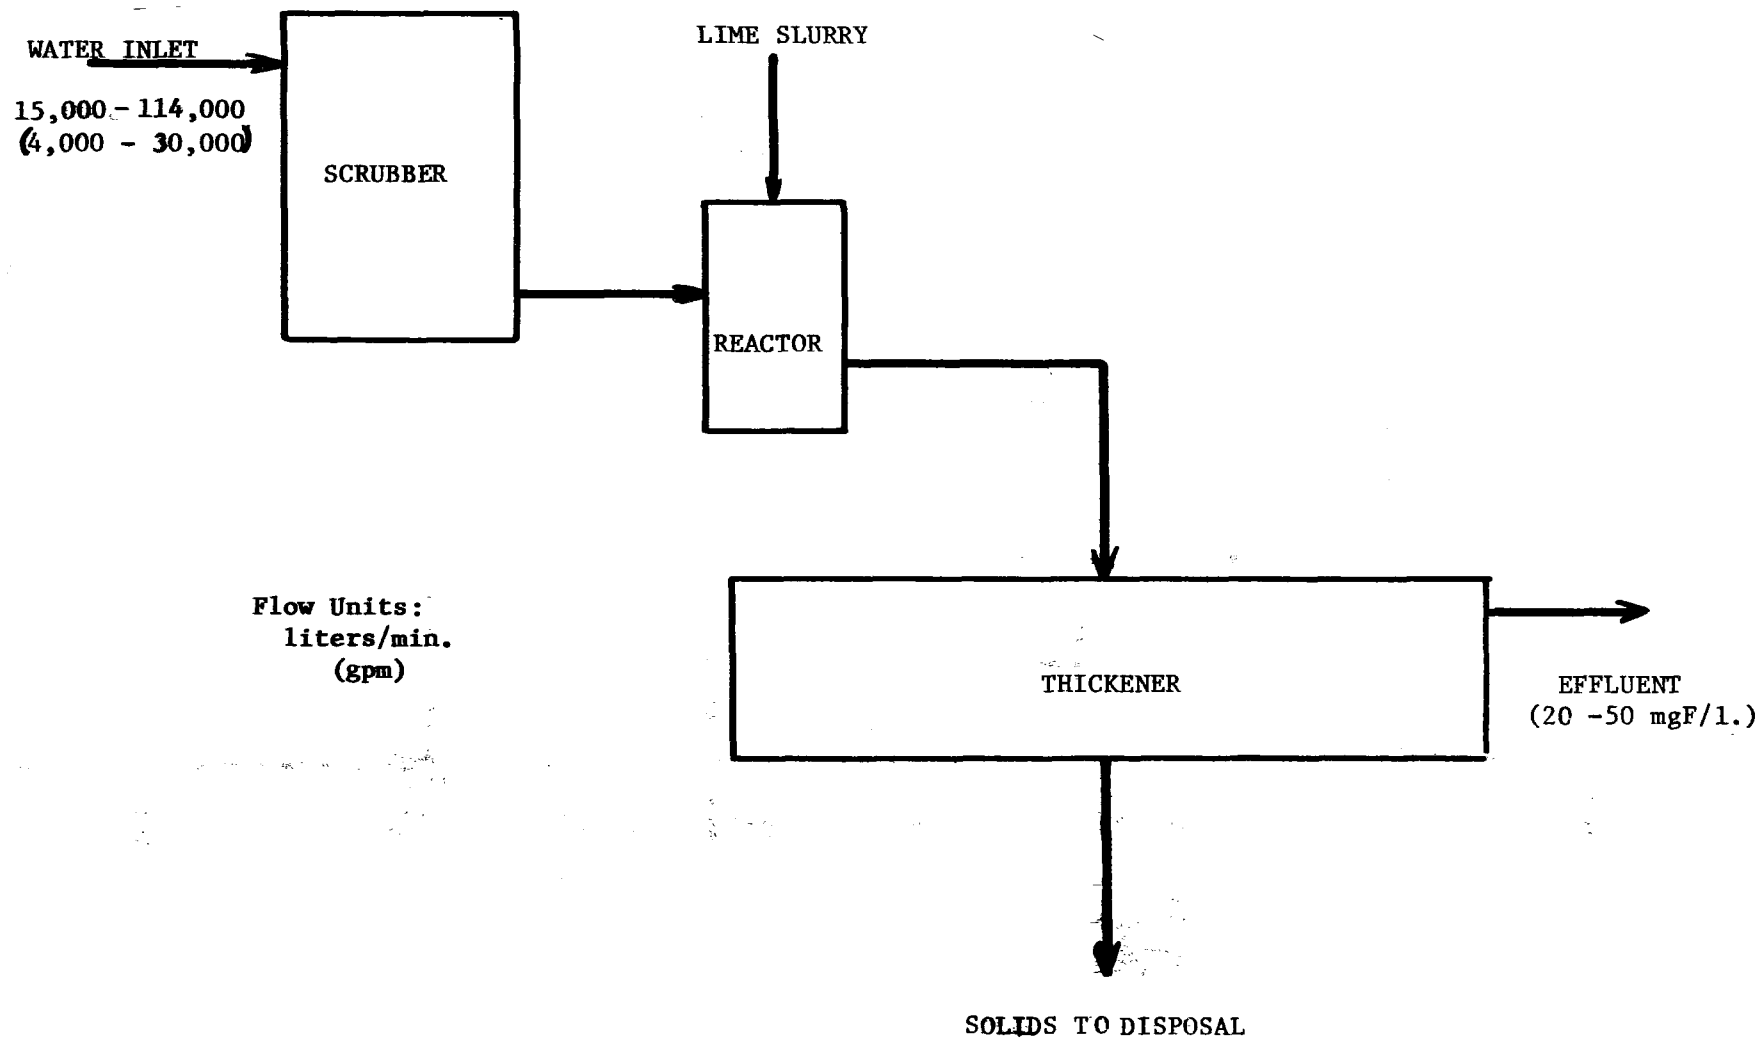 WATER INLET
15,000 - 114,000
(4,000 - 30,000)
SCRUBBER
LIME SLURRY
REACTOR
Flow Units:
liters/min.
(gpm)
THICKENER
EFFLUENT
(20 -50 mgF/l.)
SOLIDS TO DISPOSAL